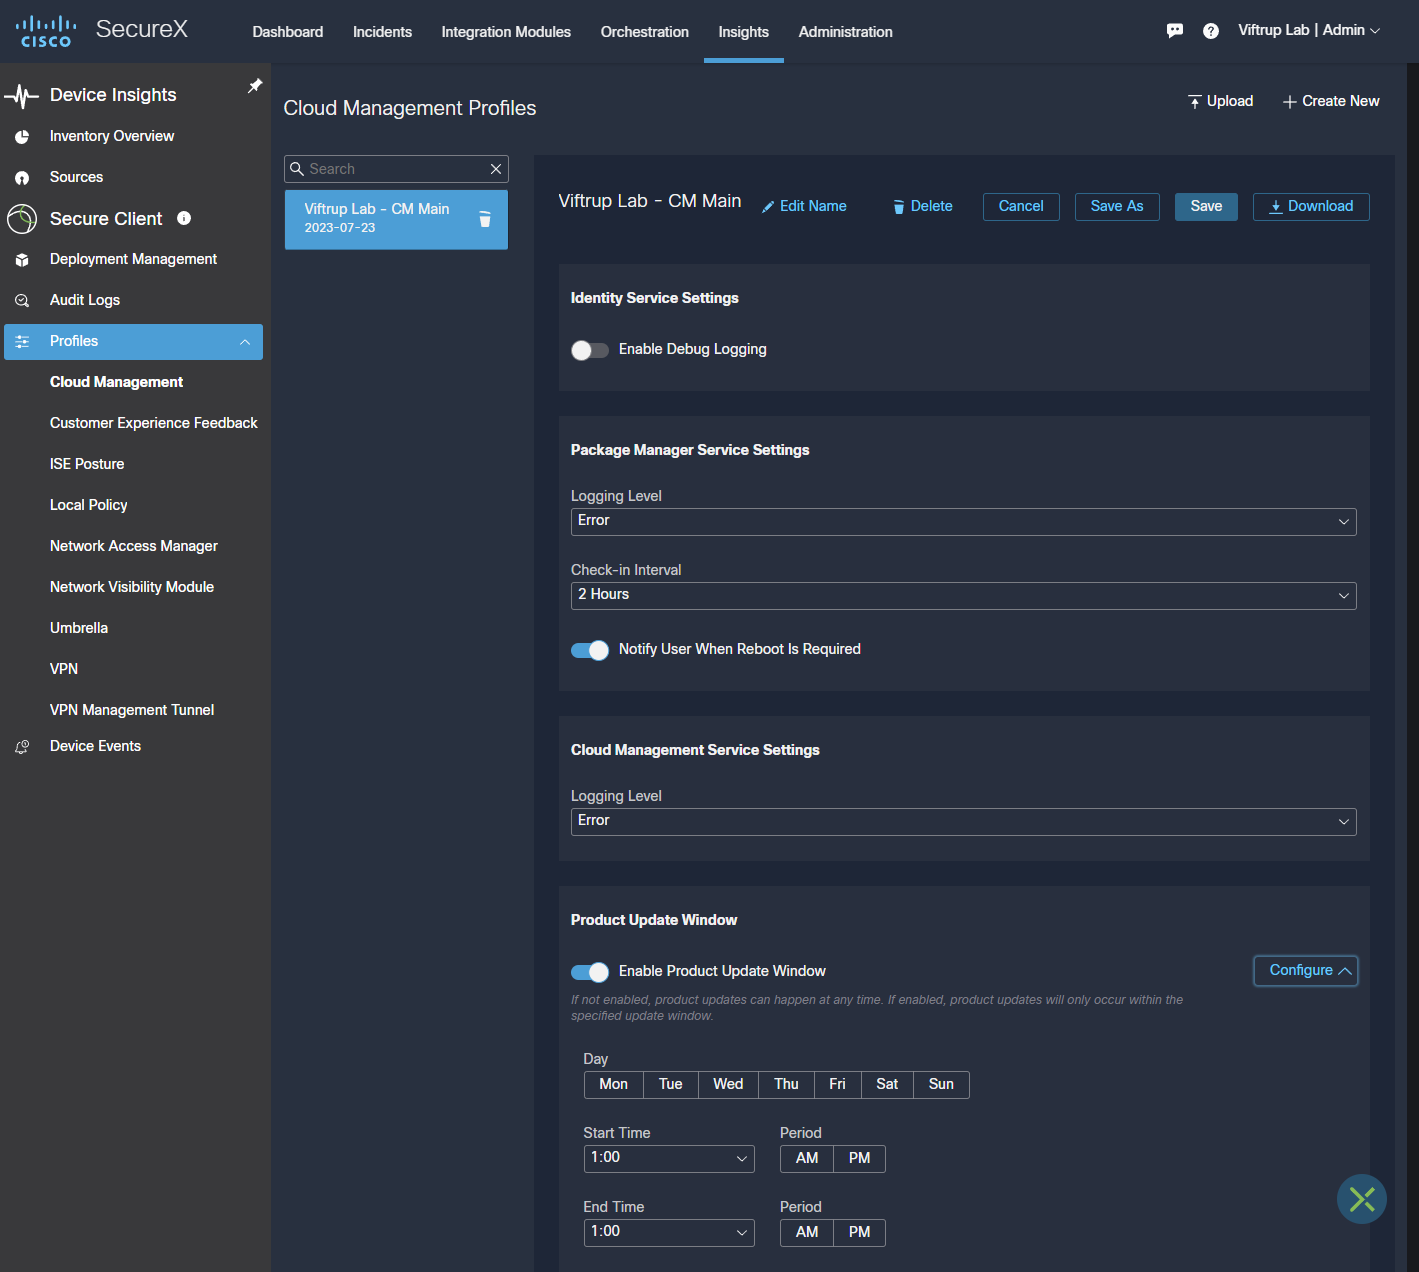 CISCO
SecureX
Dashboard
Incidents
Integration Modules
Orchestration
Insights
Administration
Viftrup Lab | Admin
Device Insights
Inventory Overview
Sources
Secure Client
Deployment Management
Audit Logs
Profiles
Cloud Management
Customer Experience Feedback
ISE Posture
Local Policy
Network Access Manager
Network Visibility Module
Umbrella
VPN
VPN Management Tunnel
Device Events
Cloud Management Profiles
Upload
Create New
Search
Viftrup Lab - CM Main
2023-07-23
Viftrup Lab - CM Main
Edit Name
Delete
Cancel
Save As
Save
Download
Identity Service Settings
Enable Debug Logging
Package Manager Service Settings
Logging Level
Error
Check-in Interval
2 Hours
Notify User When Reboot Is Required
Cloud Management Service Settings
Logging Level
Error
Product Update Window
Enable Product Update Window
Configure
If not enabled, product updates can happen at any time. If enabled, product updates will only occur within the
specified update window.
Day
Mon Tue Wed Thu Fri Sat Sun
Start Time
Period
1:00
AM PM
End Time
Period
1:00
AM PM